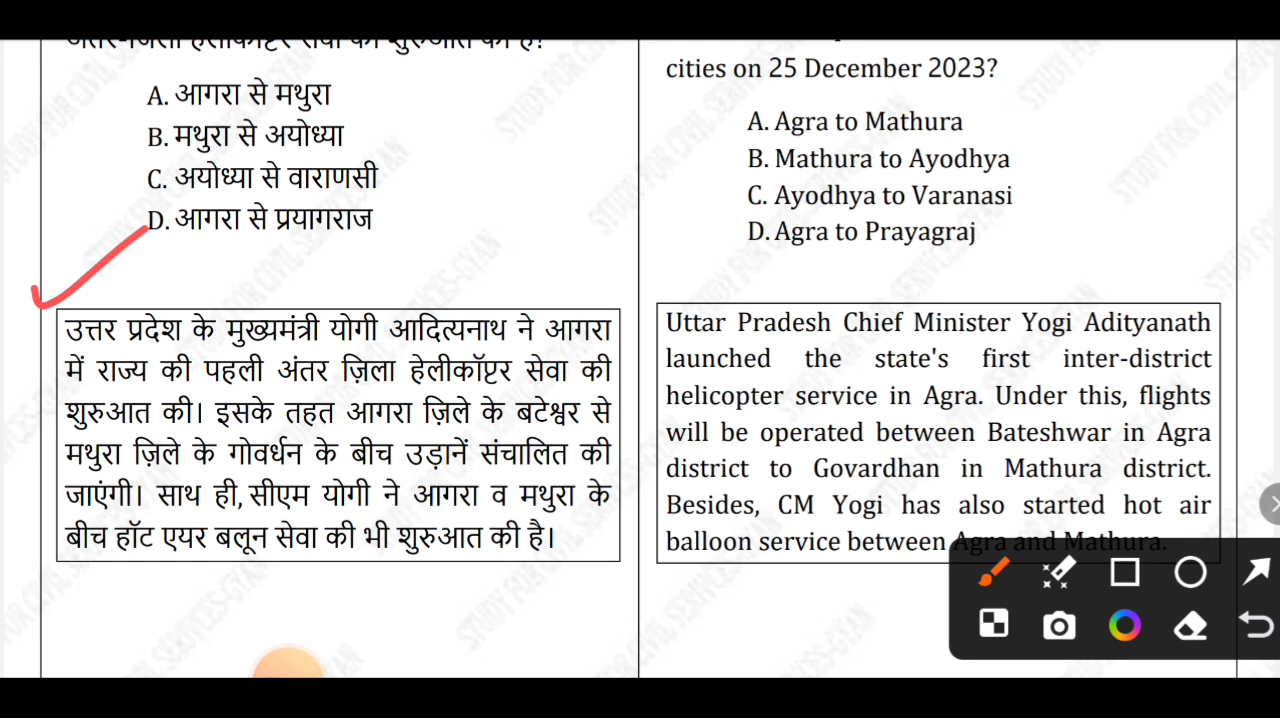 अंतर-जिला हेलीकॉप्टर सेवा की शुरुआत की है?
A. आगरा से मथुरा
B. मथुरा से अयोध्या
C. अयोध्या से वाराणसी
D. आगरा से प्रयागराज
उत्तर प्रदेश के मुख्यमंत्री योगी आदित्यनाथ ने आगरा
में राज्य की पहली अंतर ज़िला हेलीकॉप्टर सेवा की
शुरुआत की। इसके तहत आगरा ज़िले के बटेश्वर से
मथुरा ज़िले के गोवर्धन के बीच उड़ानें संचालित की
जाएंगी। साथ ही, सीएम योगी ने आगरा व मथुरा के
बीच हॉट एयर बलून सेवा की भी शुरुआत की है।
cities on 25 December 2023?
A. Agra to Mathura
B. Mathura to Ayodhya
C. Ayodhya to Varanasi
D. Agra to Prayagraj
Uttar Pradesh Chief Minister Yogi Adityanath
launched the state's first inter-district
helicopter service in Agra. Under this, flights
will be operated between Bateshwar in Agra
district to Govardhan in Mathura district.
Besides, CM Yogi has also started hot air
balloon service between Agra and Mathura.